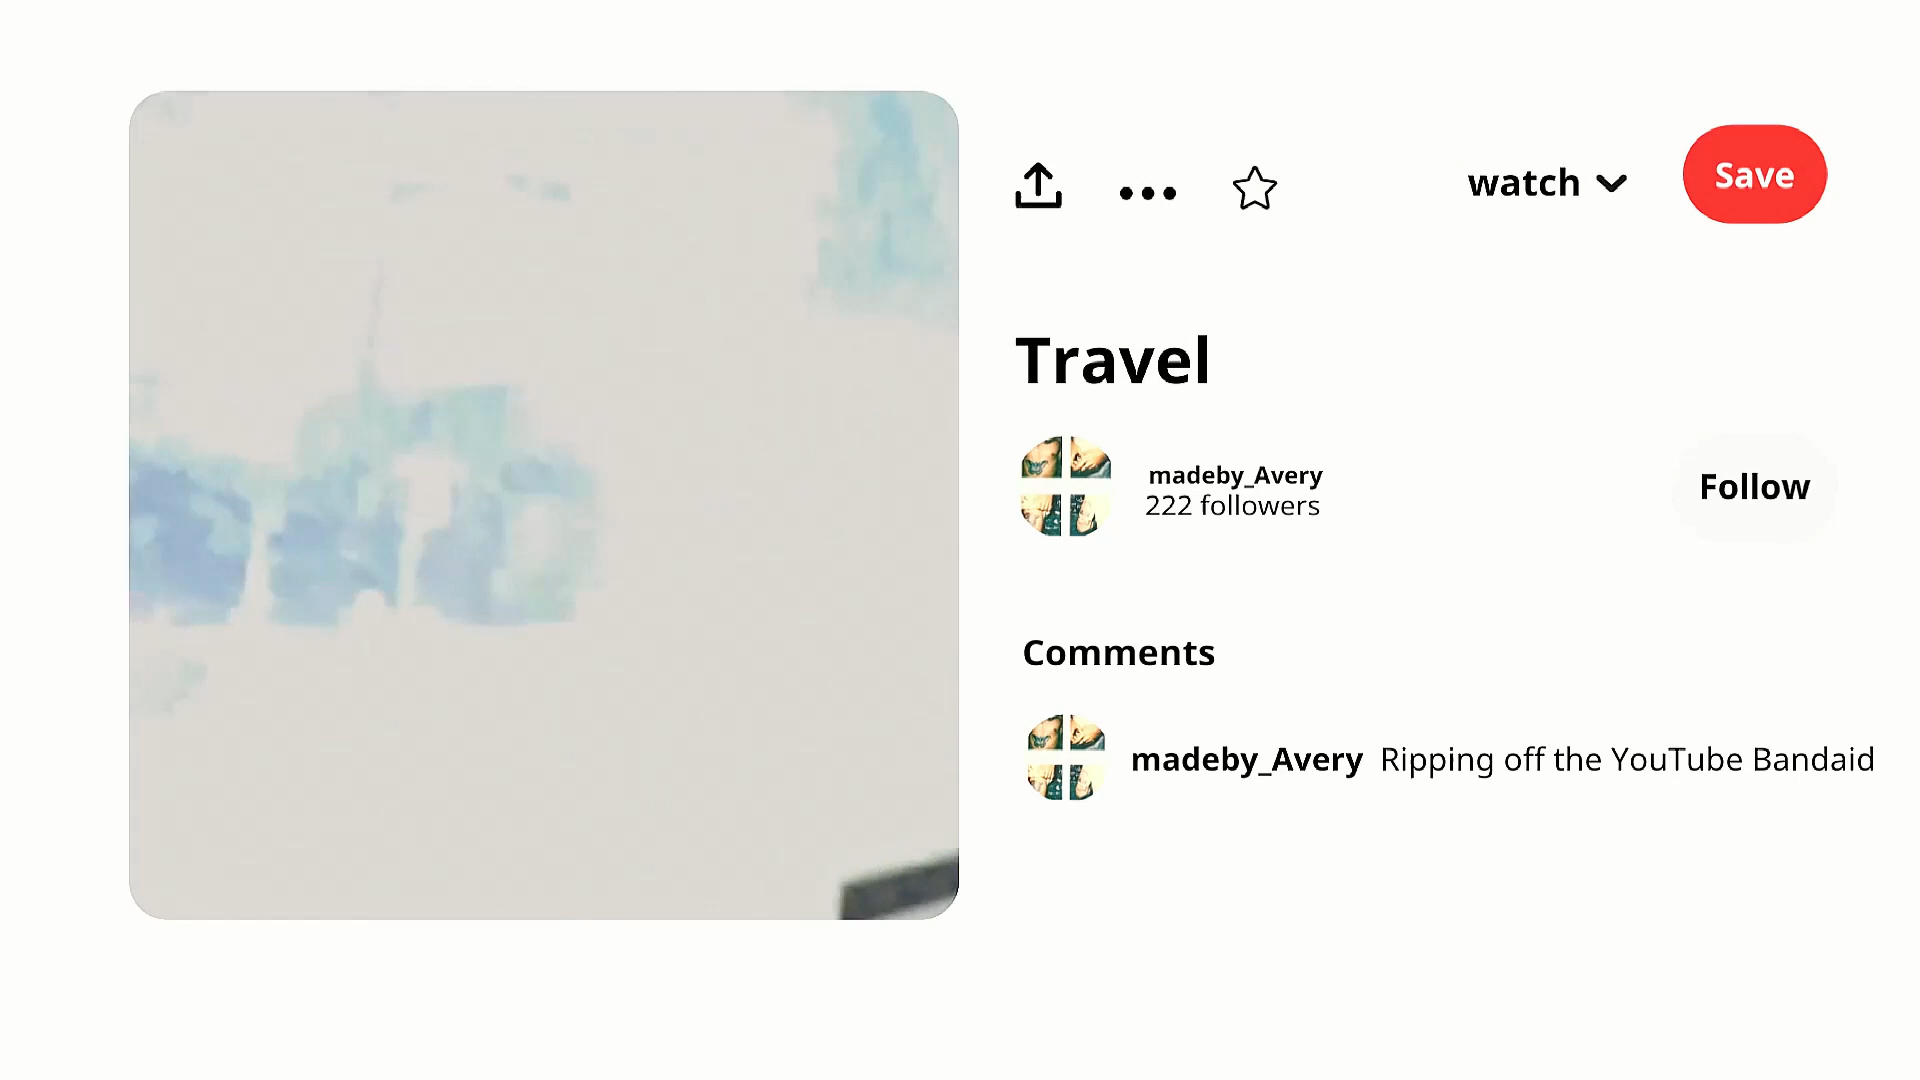 watch
Save
Travel
madeby_Avery
222 followers
Follow
Comments
madeby_Avery Ripping off the YouTube Bandaid